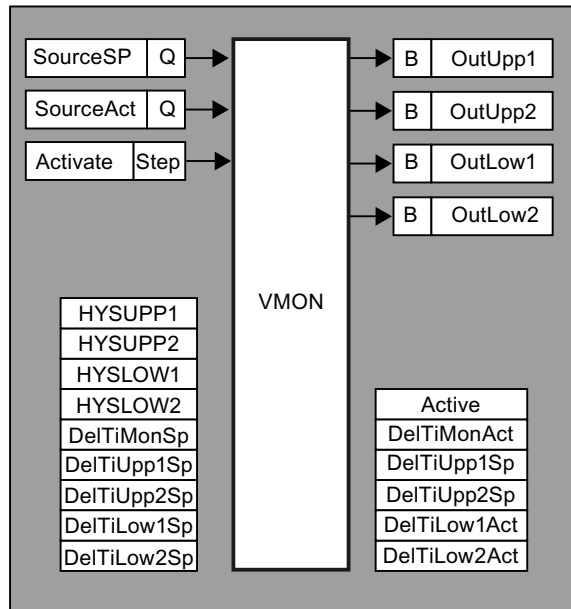 SourceSP Q
SourceAct Q
Activate Step
VMON
B OutUpp1
B OutUpp2
B OutLow1
B OutLow2
HYSUPP1
HYSUPP2
HYSLOW1
HYSLOW2
DelTiMonSp
DelTiUpp1Sp
DelTiUpp2Sp
DelTiLow1Sp
DelTiLow2Sp
Active
DelTiMonAct
DelTiUpp1Sp
DelTiUpp2Sp
DelTiLow1Act
DelTiLow2Act